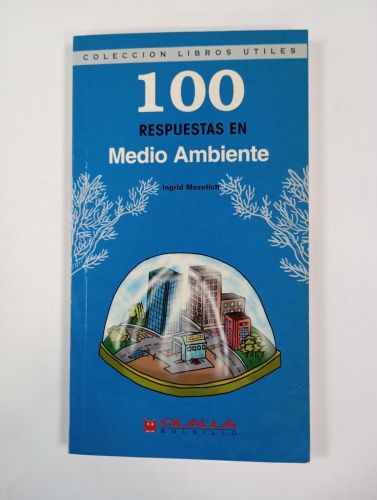 COLECCION LIBROS UTILES
100
RESPUESTAS EN
Medio Ambiente
Ingrid Mozetich
OLALLA
BOLSILLO